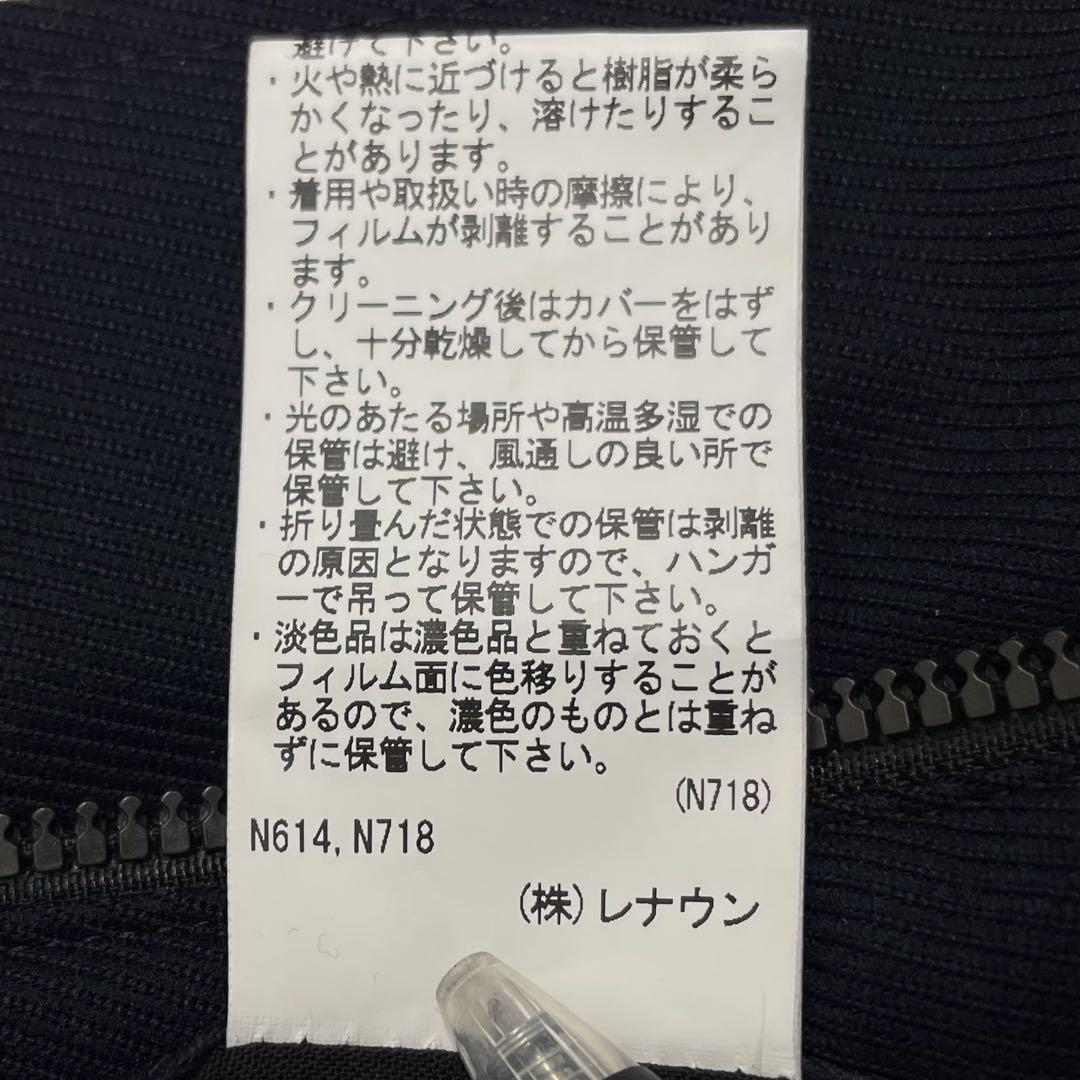 避けて下さい。
・火や熱に近づけると樹脂が柔ら
かくなったり、溶けたりするこ
とがあります。
・着用や取扱い時の摩擦により、
フィルムが剥離することがあり
ます。
・クリーニング後はカバーをはず
し、十分乾燥してから保管して
下さい。
・光のあたる場所や高温多湿での
保管は避け、風通しの良い所で
保管して下さい。
・折り畳んだ状態での保管は剥離
の原因となりますので、ハンガ
ーで吊って保管して下さい。
・淡色品は濃色品と重ねておくと
フィルム面に色移りすることが
あるので、濃色のものとは重ね
ずに保管して下さい。
(N718)
N614,N718
(株)レナウン